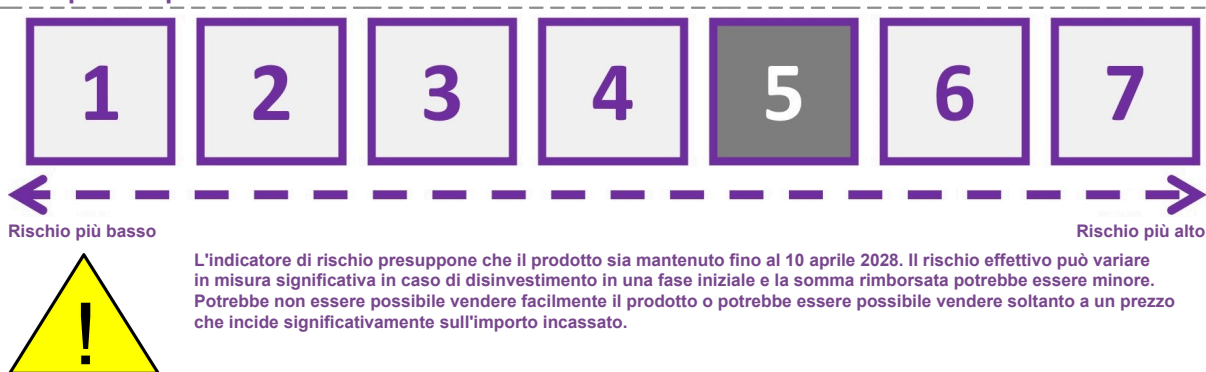 1 2 3 4 5 6 7
Rischio più basso Rischio più alto
L'indicatore di rischio presuppone che il prodotto sia mantenuto fino al 10 aprile 2028. Il rischio effettivo può variare
in misura significativa in caso di disinvestimento in una fase iniziale e la somma rimborsata potrebbe essere minore.
Potrebbe non essere possibile vendere facilmente il prodotto o potrebbe essere possibile vendere soltanto a un prezzo
che incide significativamente sull'importo incassato.
!